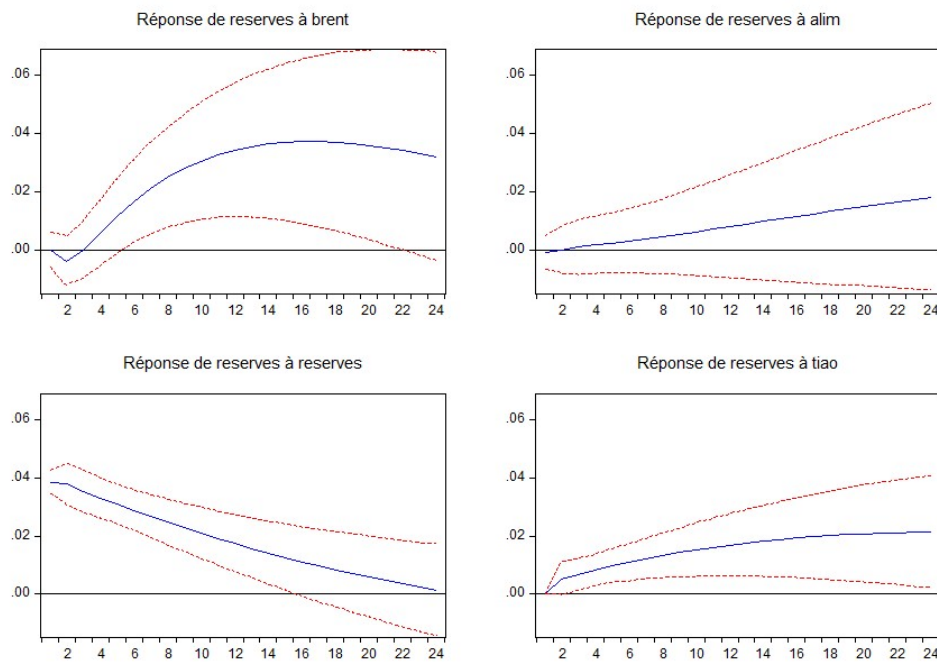 Réponse de reserves à brent
.06
.04
.02
.00
2 4 6 8 10 12 14 16 18 20 22 24
Réponse de reserves à alim
.06
.04
.02
.00
2 4 6 8 10 12 14 16 18 20 22 24
Réponse de reserves à reserves
.06
.04
.02
.00
2 4 6 8 10 12 14 16 18 20 22 24
Réponse de reserves à tiao
.06
.04
.02
.00
2 4 6 8 10 12 14 16 18 20 22 24